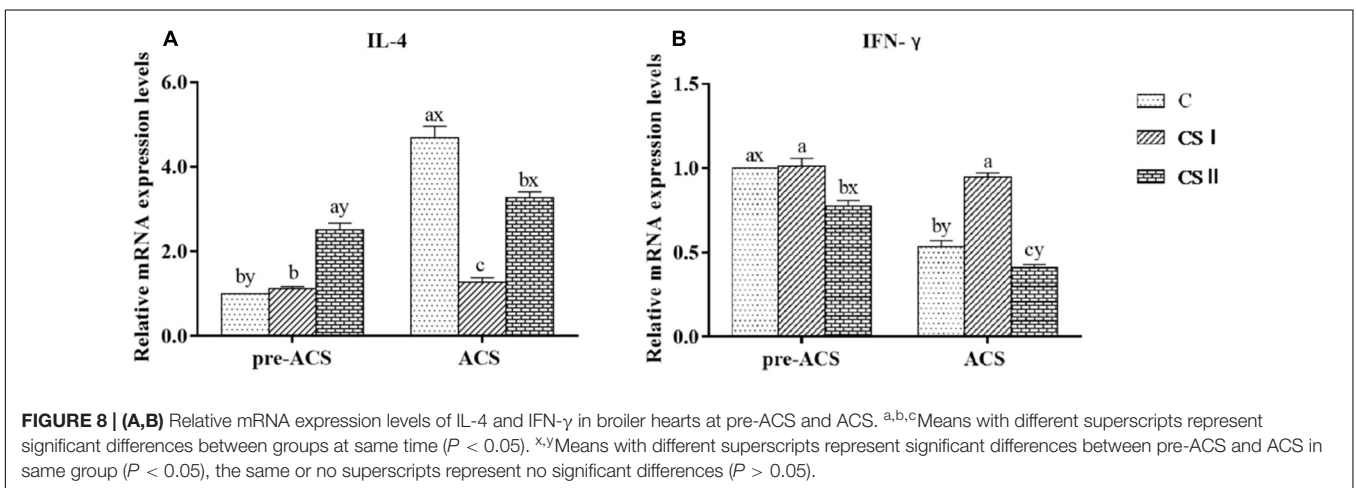 A IL-4
B IFN- γ
Relative mRNA expression levels
6.0
4.0
2.0
0.0
by
b
ay
ax
c
bx
pre-ACS
ACS
Relative mRNA expression levels
1.5
1.0
0.5
0.0
ax
a
bx
by
a
cy
pre-ACS
ACS
C
CS Ⅰ
CS Ⅱ
FIGURE 8 | (A,B) Relative mRNA expression levels of IL-4 and IFN-γ in broiler hearts at pre-ACS and ACS. a,b,cMeans with different superscripts represent
significant differences between groups at same time (P < 0.05). x,yMeans with different superscripts represent significant differences between pre-ACS and ACS in
same group (P < 0.05), the same or no superscripts represent no significant differences (P > 0.05).